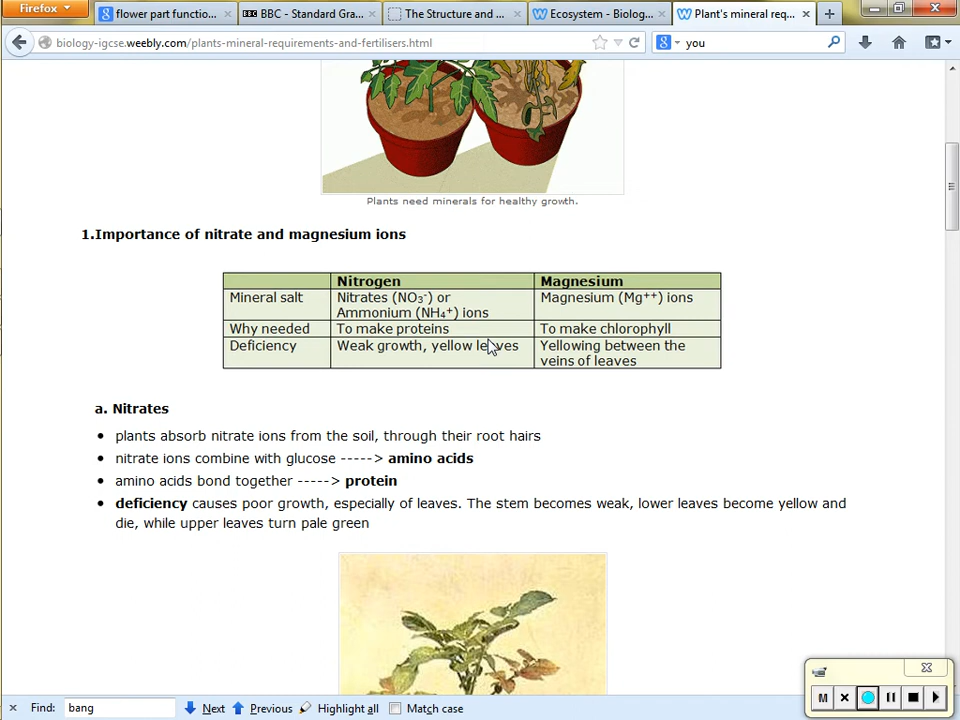 Firefox
flower part functio...
BBC - Standard Gra...
The Structure and ...
Ecosystem - Biolog...
Plant's mineral req...
biology-igcse.weebly.com/plants-mineral-requirements-and-fertilisers.html
you
Plants need minerals for healthy growth.
1.Importance of nitrate and magnesium ions
Nitrogen Magnesium
Mineral salt Nitrates (NO₃⁻) or Magnesium (Mg⁺⁺) ions
Ammonium (NH₄⁺) ions
Why needed To make proteins To make chlorophyll
Deficiency Weak growth, yellow leaves Yellowing between the
veins of leaves
a. Nitrates
• plants absorb nitrate ions from the soil, through their root hairs
• nitrate ions combine with glucose -----> amino acids
• amino acids bond together -----> protein
• deficiency causes poor growth, especially of leaves. The stem becomes weak, lower leaves become yellow and
die, while upper leaves turn pale green
M
Find: bang Next Previous Highlight all Match case